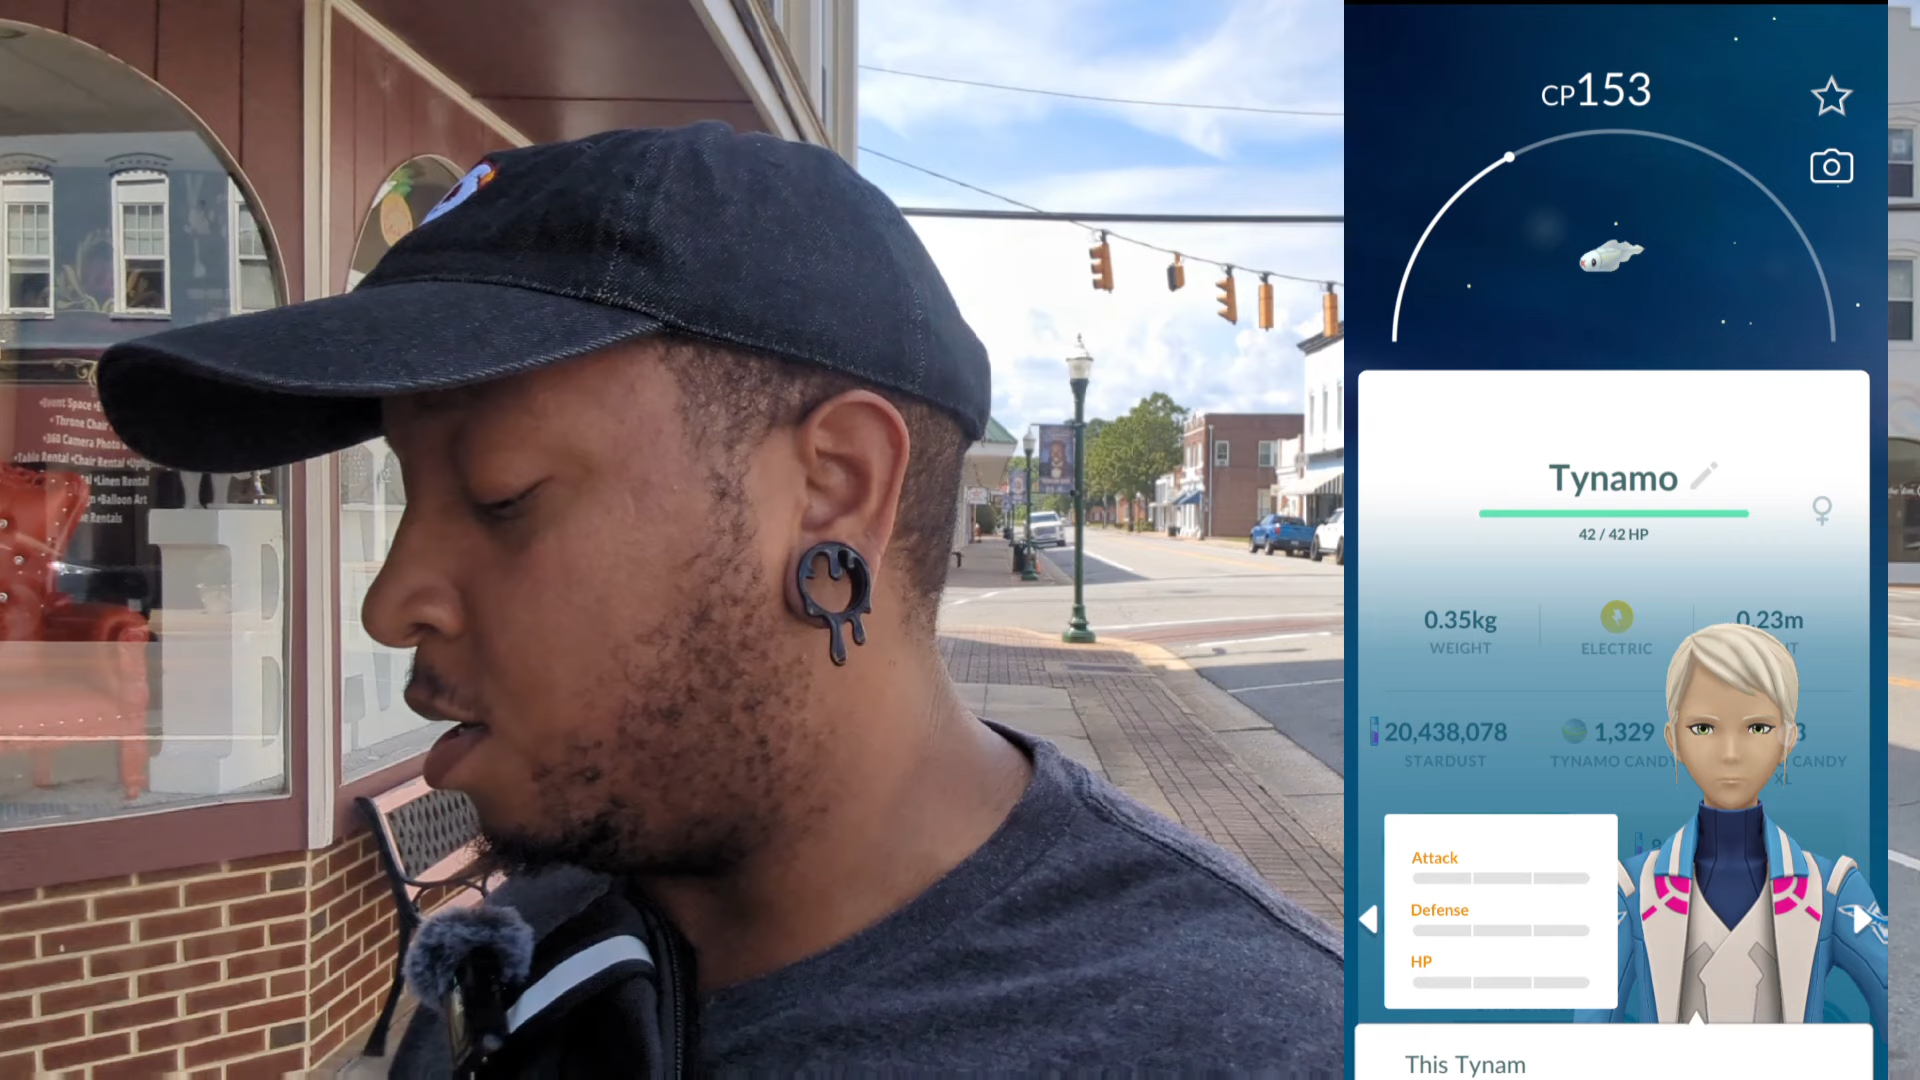 •Event Space
• Throne Chair
•360 Camera Photo
•Table Rental •Chair Rental
•Linen Rental
•Balloon Art
Rentals
CP153
Tynamo
42 / 42 HP
0.35kg
WEIGHT
ELECTRIC
0.23m
20,438,078
STARDUST
1,329
TYNAMO CANDY
CANDY
XL
Attack
Defense
HP
This Tynam